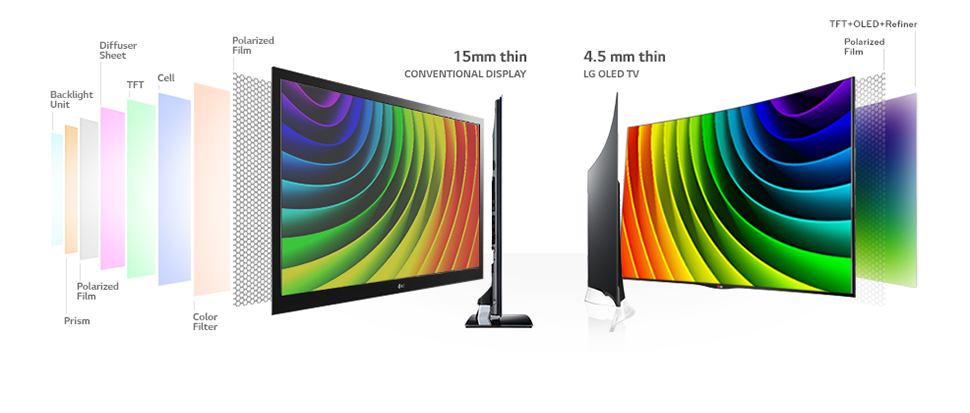 TFT+OLED+Refiner
Polarized
Film
Polarized
Film
Diffuser
Sheet
15mm thin
CONVENTIONAL DISPLAY
4.5 mm thin
LG OLED TV
Cell
TFT
Backlight
Unit
Polarized
Film
Color
Filter
Prism